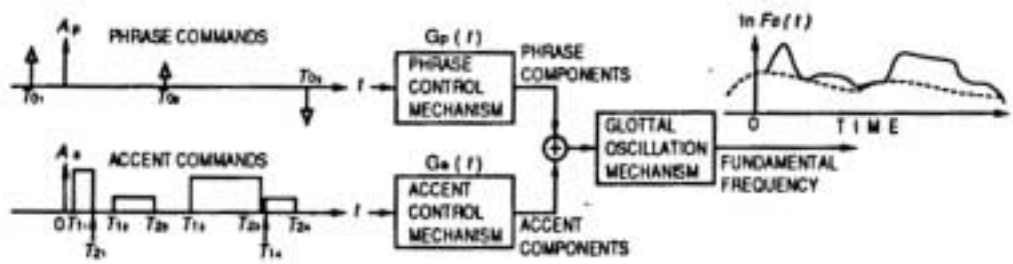 Ap
PHRASE COMMANDS
T01
T02
T03
t
Gp(t)
PHRASE
CONTROL
MECHANISM
PHRASE
COMPONENTS
Aa
ACCENT COMMANDS
0
T11
T21
T12
T22
T13
T23
T14
T24
t
Ga(t)
ACCENT
CONTROL
MECHANISM
ACCENT
COMPONENTS
GLOTTAL
OSCILLATION
MECHANISM
FUNDAMENTAL
FREQUENCY
ln F0(t)
0
TIME